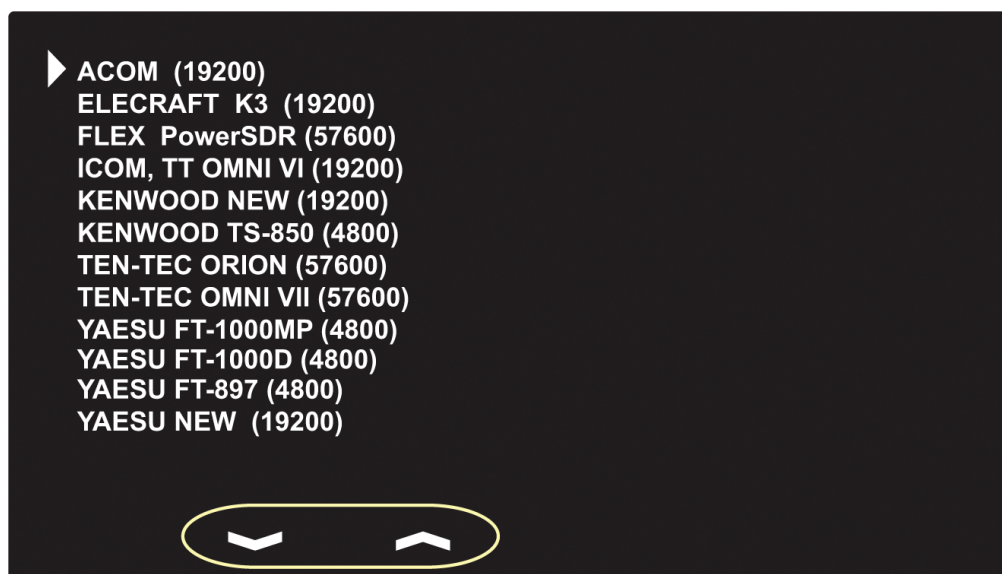 ACOM (19200)
ELECRAFT K3 (19200)
FLEX PowerSDR (57600)
ICOM, TT OMNI VI (19200)
KENWOOD NEW (19200)
KENWOOD TS-850 (4800)
TEN-TEC ORION (57600)
TEN-TEC OMNI VII (57600)
YAESU FT-1000MP (4800)
YAESU FT-1000D (4800)
YAESU FT-897 (4800)
YAESU NEW (19200)